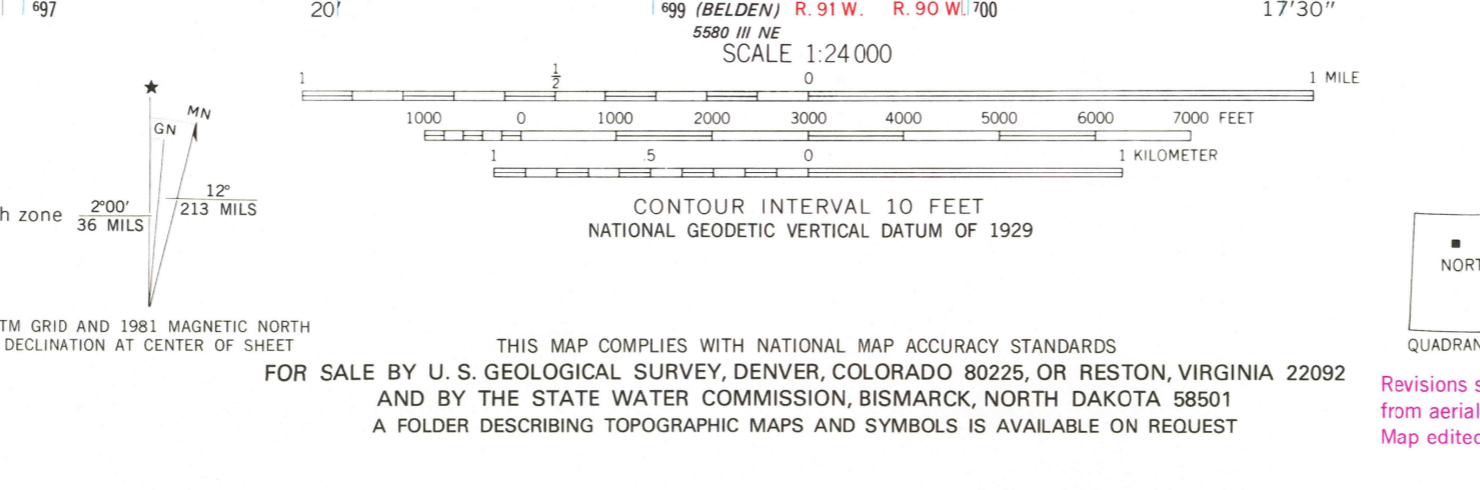 697 20' 699 (BELDEN) R. 91 W. R. 90 W. 700 17'30"
5580 III NE
SCALE 1:24 000
1 ½ 0 1 MILE
1000 0 1000 2000 3000 4000 5000 6000 7000 FEET
1 .5 0 1 KILOMETER
MN
GN
h zone 2°00' 12°
36 MILS 213 MILS
TM GRID AND 1981 MAGNETIC NORTH
DECLINATION AT CENTER OF SHEET
CONTOUR INTERVAL 10 FEET
NATIONAL GEODETIC VERTICAL DATUM OF 1929
THIS MAP COMPLIES WITH NATIONAL MAP ACCURACY STANDARDS
FOR SALE BY U. S. GEOLOGICAL SURVEY, DENVER, COLORADO 80225, OR RESTON, VIRGINIA 22092
AND BY THE STATE WATER COMMISSION, BISMARCK, NORTH DAKOTA 58501
A FOLDER DESCRIBING TOPOGRAPHIC MAPS AND SYMBOLS IS AVAILABLE ON REQUEST
NORT
QUADRAN
Revisions s
from aerial
Map edited